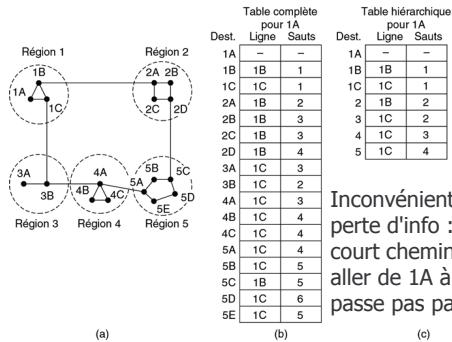 Région 1
Région 2
1B
1A
1C
2A 2B
2C
2D
3A
3B
4A
4B
4C
5A
5B
5C
5D
5E
Région 3
Région 4
Région 5
(a)
Table complète
pour 1A
Dest. Ligne Sauts
1A – –
1B 1B 1
1C 1C 1
2A 1B 2
2B 1B 3
2C 1B 3
2D 1B 4
3A 1C 3
3B 1C 2
4A 1C 3
4B 1C 4
4C 1C 4
5A 1C 4
5B 1C 5
5C 1B 5
5D 1C 6
5E 1C 5
(b)
Table hiérarchique
pour 1A
Dest. Ligne Sauts
1A – –
1B 1B 1
1C 1C 1
2 1B 2
3 1C 2
4 1C 3
5 1C 4
Inconvénient
perte d'info :
court chemin
aller de 1A à
passe pas pa
(c)